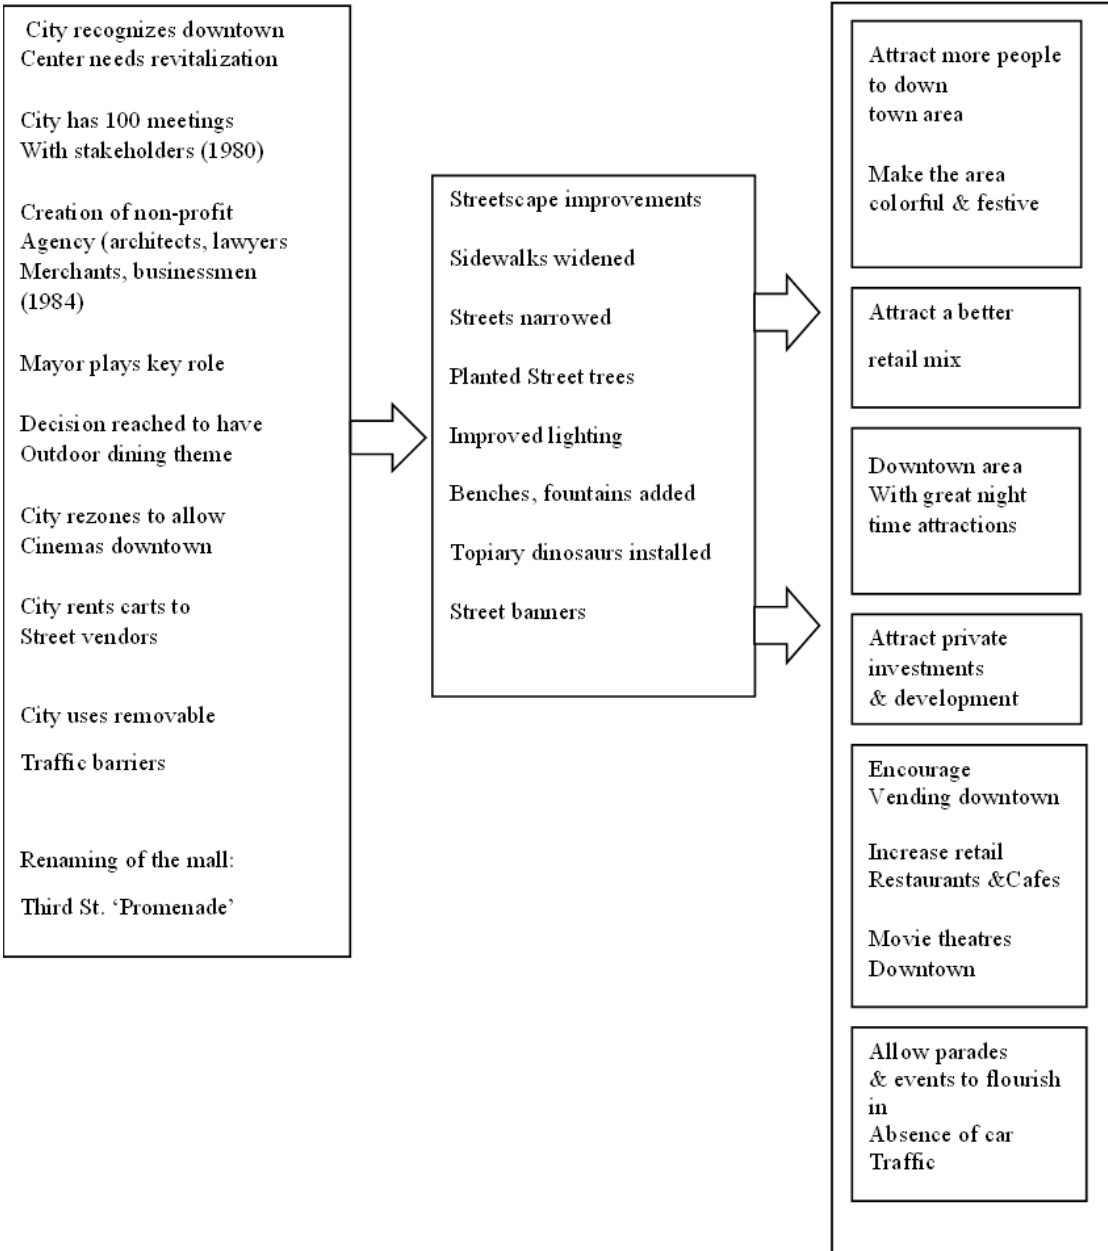 City recognizes downtown
Center needs revitalization
City has 100 meetings
With stakeholders (1980)
Creation of non-profit
Agency (architects, lawyers
Merchants, businessmen
(1984)
Mayor plays key role
Decision reached to have
Outdoor dining theme
City rezones to allow
Cinemas downtown
City rents carts to
Street vendors
City uses removable
Traffic barriers
Renaming of the mall:
Third St. ‘Promenade’
Streetscape improvements
Sidewalks widened
Streets narrowed
Planted Street trees
Improved lighting
Benches, fountains added
Topiary dinosaurs installed
Street banners
Attract more people
to down
town area
Make the area
colorful & festive
Attract a better
retail mix
Downtown area
With great night
time attractions
Attract private
investments
& development
Encourage
Vending downtown
Increase retail
Restaurants &Cafes
Movie theatres
Downtown
Allow parades
& events to flourish
in
Absence of car
Traffic